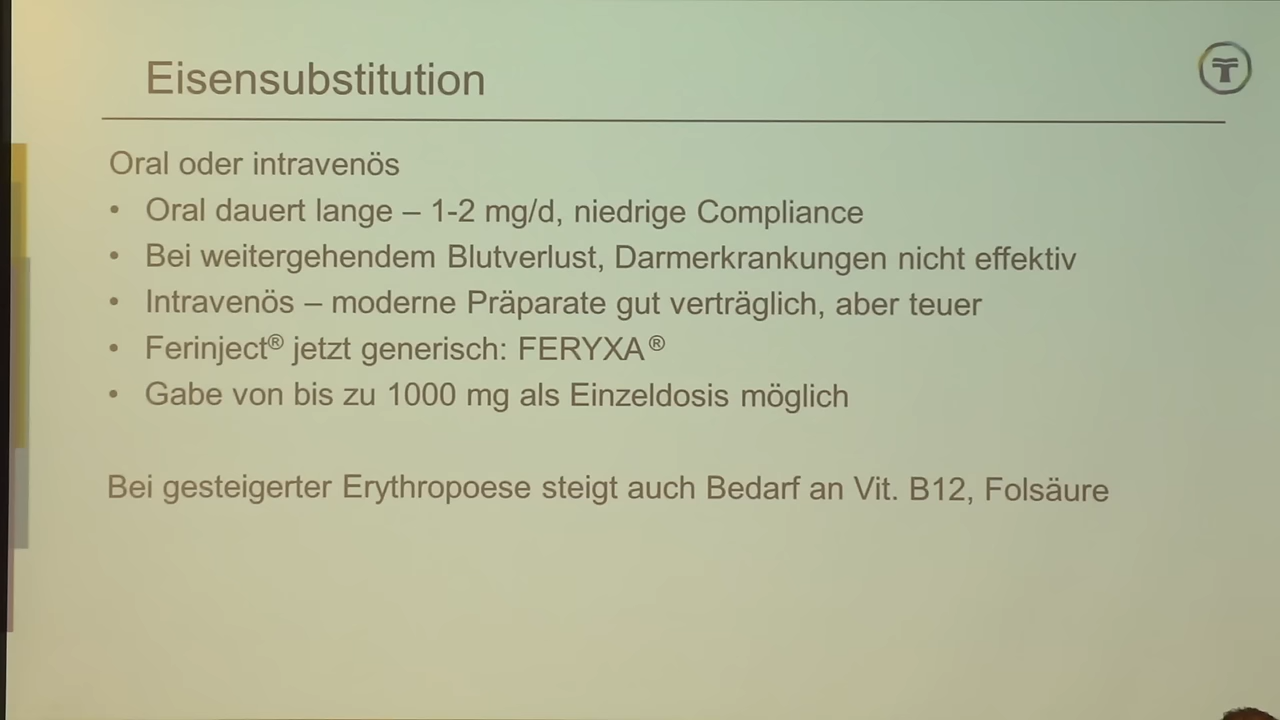 Eisensubstitution
Oral oder intravenös
• Oral dauert lange – 1-2 mg/d, niedrige Compliance
• Bei weitergehendem Blutverlust, Darmerkrankungen nicht effektiv
• Intravenös – moderne Präparate gut verträglich, aber teuer
• Ferinject® jetzt generisch: FERYXA®
• Gabe von bis zu 1000 mg als Einzeldosis möglich
Bei gesteigerter Erythropoese steigt auch Bedarf an Vit. B12, Folsäure